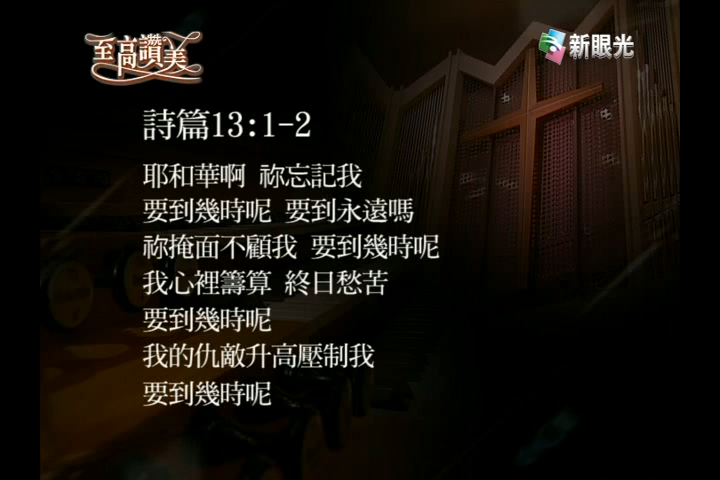 至高讚美
新眼光
詩篇13:1-2
耶和華啊 祢忘記我
要到幾時呢 要到永遠嗎
祢掩面不顧我 要到幾時呢
我心裡籌算 終日愁苦
要到幾時呢
我的仇敵升高壓制我
要到幾時呢